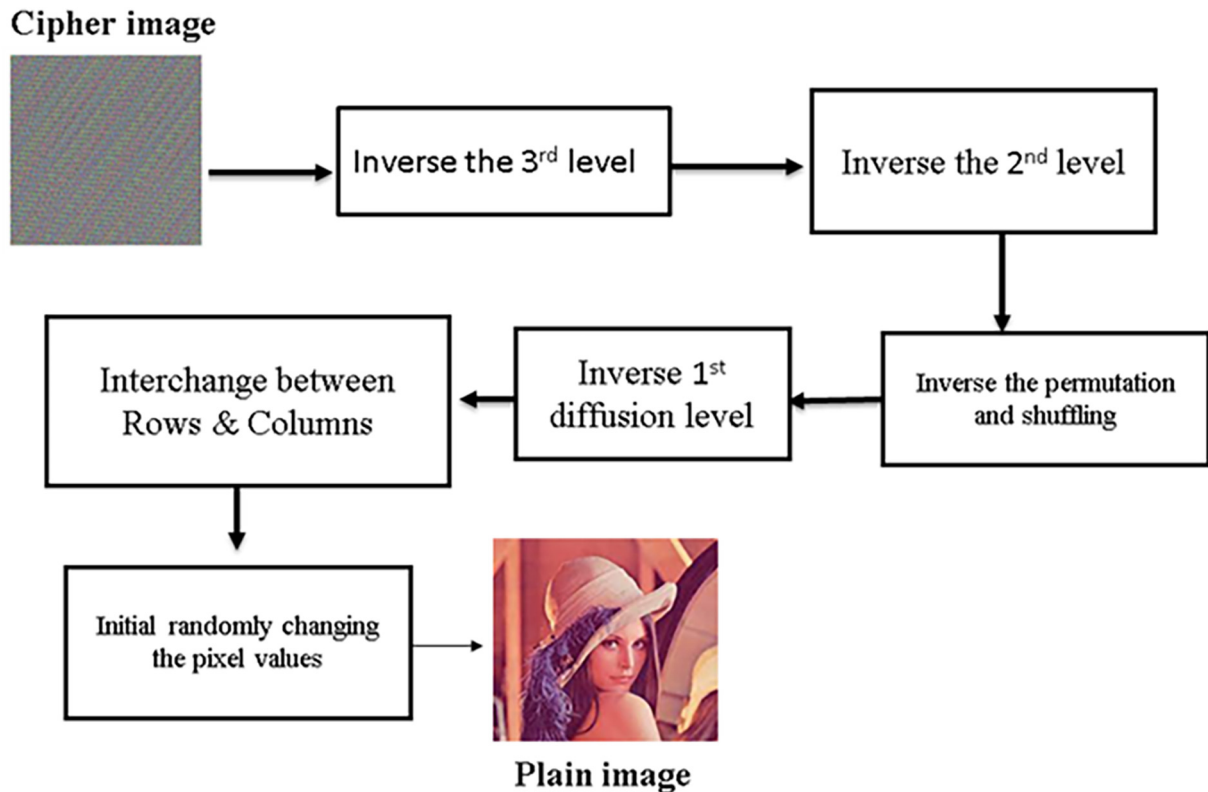 Cipher image
Inverse the 3rd level
Inverse the 2nd level
Inverse the permutation
and shuffling
Inverse 1st
diffusion level
Interchange between
Rows & Columns
Initial randomly changing
the pixel values
Plain image